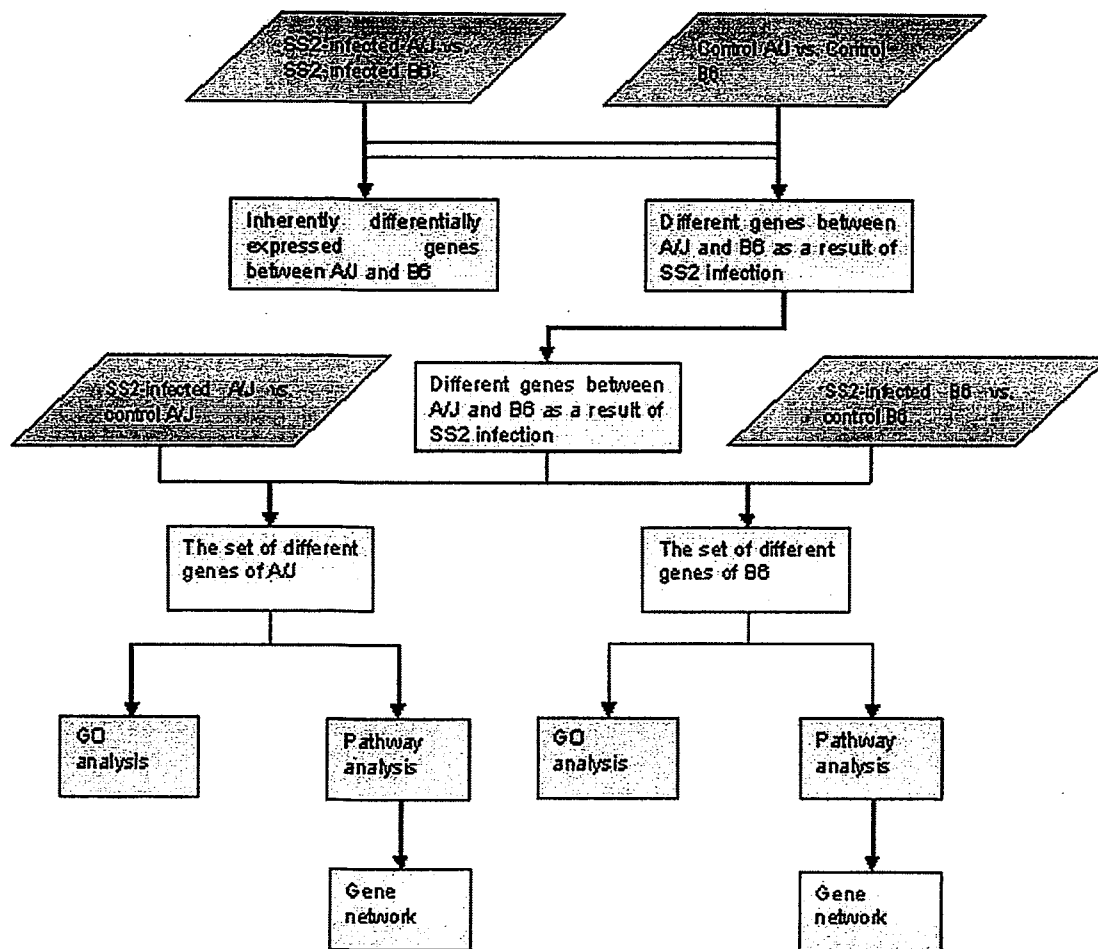 SS2-infected A/J vs.
SS2-infected B6
Control A/J vs. Control
B6
Inherently differentially
expressed genes
between A/J and B6
Different genes between
A/J and B6 as a result of
SS2 infection
SS2-infected A/J vs.
control A/J
Different genes between
A/J and B6 as a result of
SS2 infection
SS2-infected B6 vs.
control B6
The set of different
genes of A/J
The set of different
genes of B6
GO
analysis
Pathway
analysis
GO
analysis
Pathway
analysis
Gene
network
Gene
network